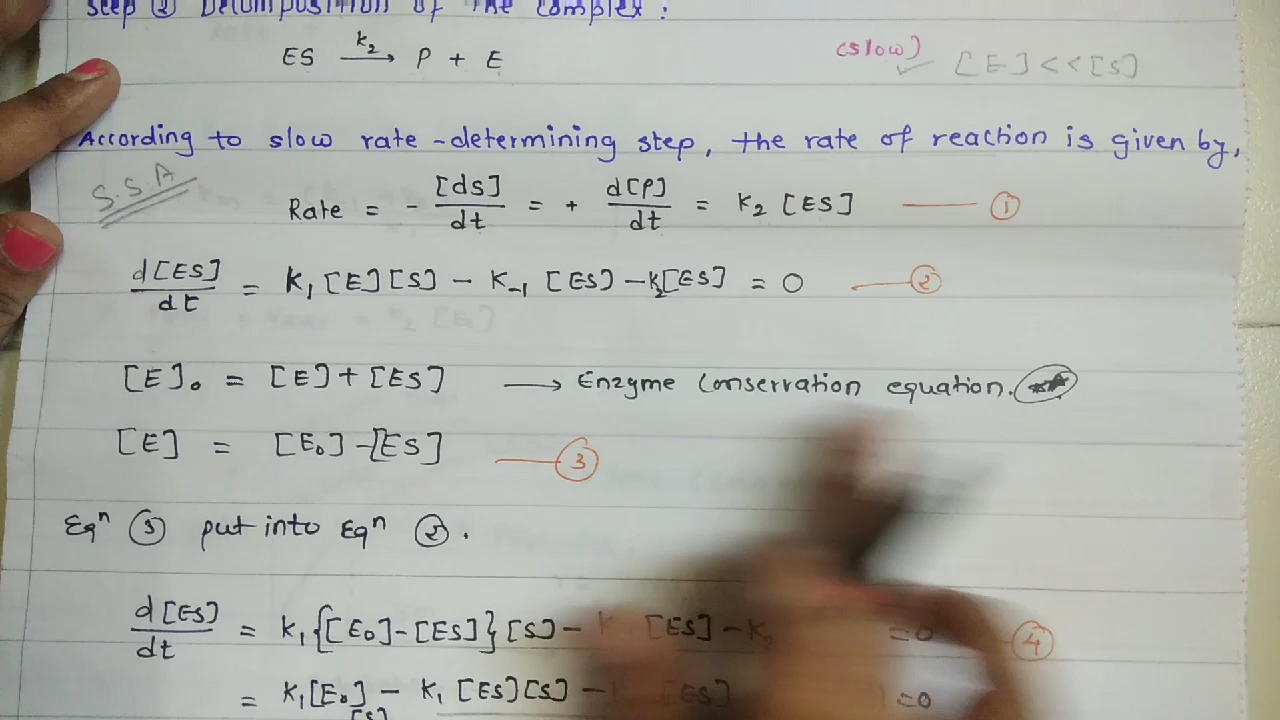 Step ② Decomposition of the complex:
ES —k₂→ P + E (slow) ✓ [E]<<[S]
According to slow rate-determining step, the rate of reaction is given by,
S.S.A
Rate = - [ds]/dt = + d[P]/dt = K₂ [ES] —— ①
d[ES]/dt = K₁ [E][S] - K₋₁ [ES] - K₂[ES] = 0 —— ②
[E]₀ = [E]+[ES] → Enzyme Conservation equation.
[E] = [E₀]-[ES] —— ③
Eqⁿ ③ put into Eqⁿ ②.
d[ES]/dt = K₁{[E₀]-[ES]}[S]- K [ES]-K =0 ④
= K₁[E₀][S] - K₁ [ES][S] - [ES] =0